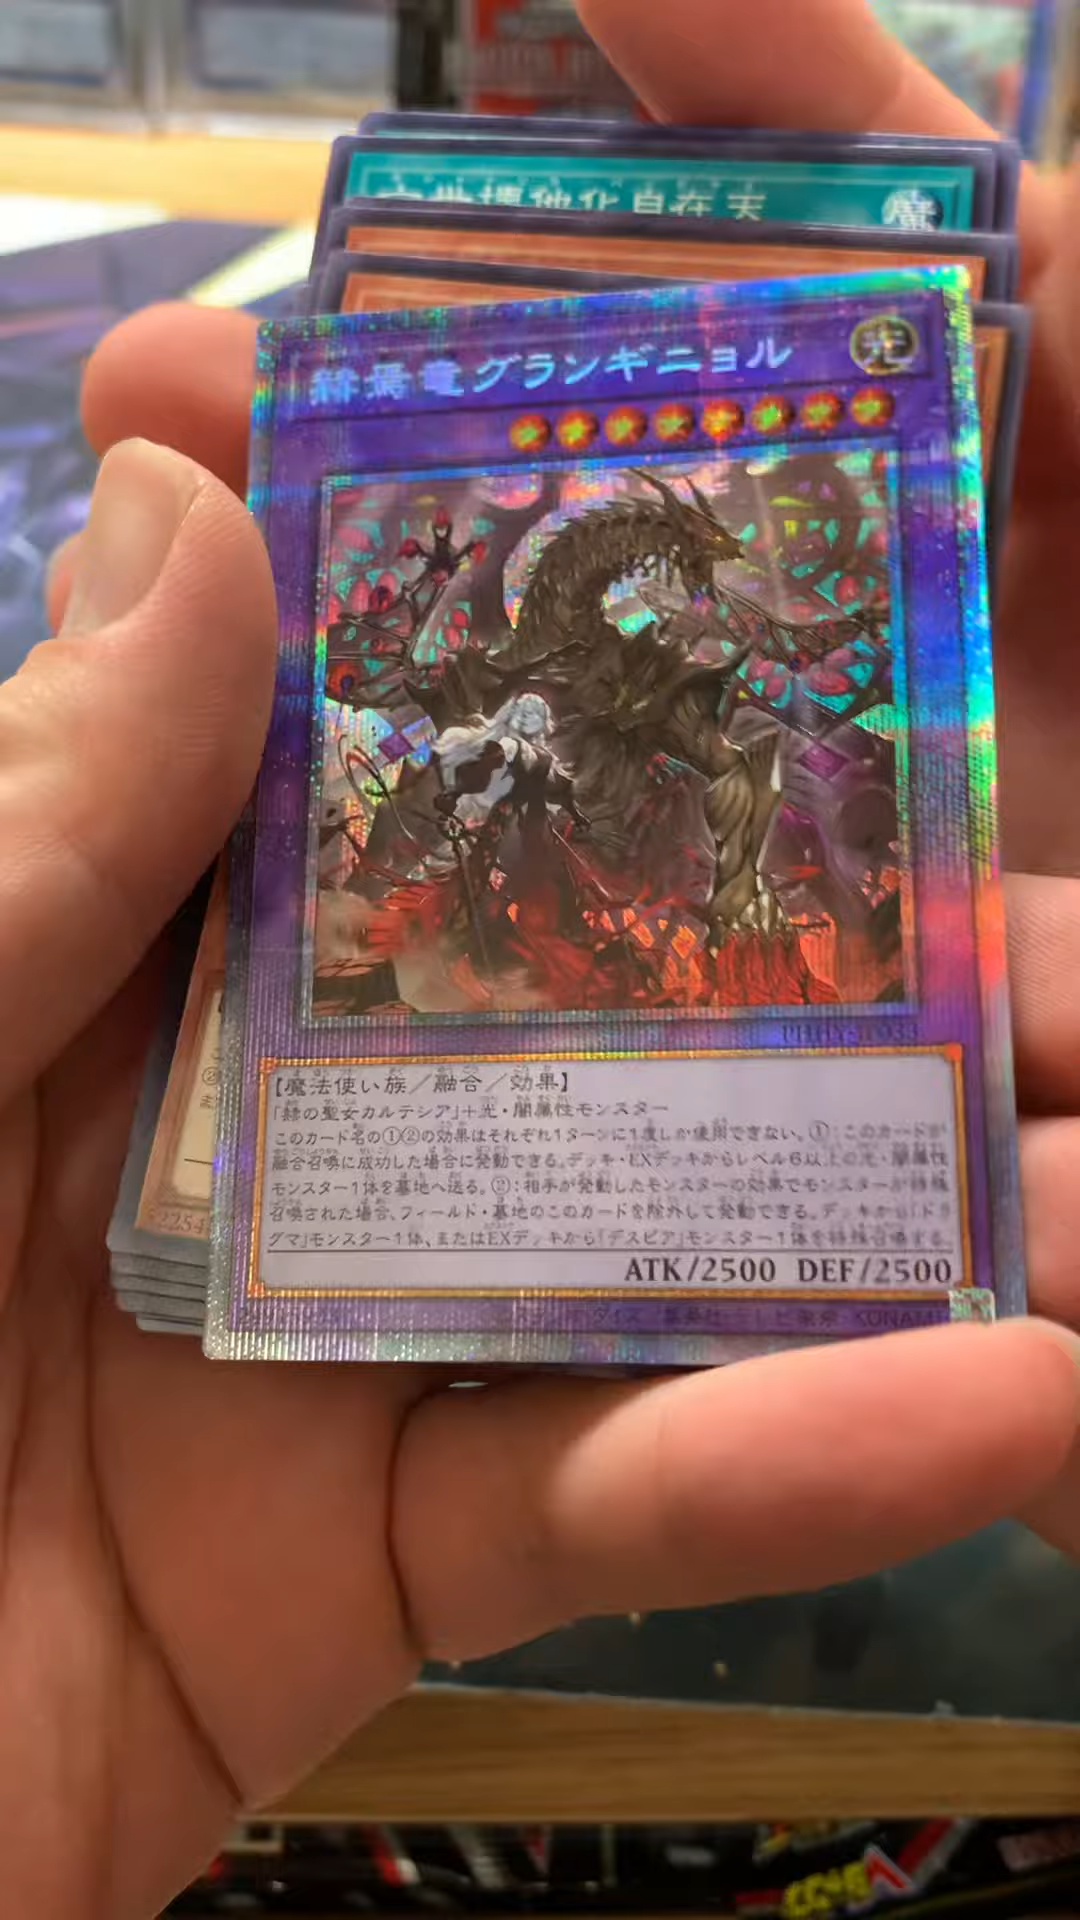 壊他化自在天
魔
赫焉竜グランギニョル
光
PHHY-JP033
【魔法使い族／融合／効果】
「赫の聖女カルテシア」＋光・闇属性モンスター
このカード名の①②の効果はそれぞれ１ターンに１度しか使用できない。①：このカードが
融合召喚に成功した場合に発動できる。デッキ・EXデッキからレベル６以上の光・闇属性
モンスター１体を墓地へ送る。②：相手が発動したモンスターの効果でモンスターが特殊
召喚された場合、フィールド・墓地のこのカードを除外して発動できる。デッキから「ドラ
グマ」モンスター１体、またはEXデッキから「デスピア」モンスター１体を特殊召喚する。
ATK/2500 DEF/2500
KONAMI
2254